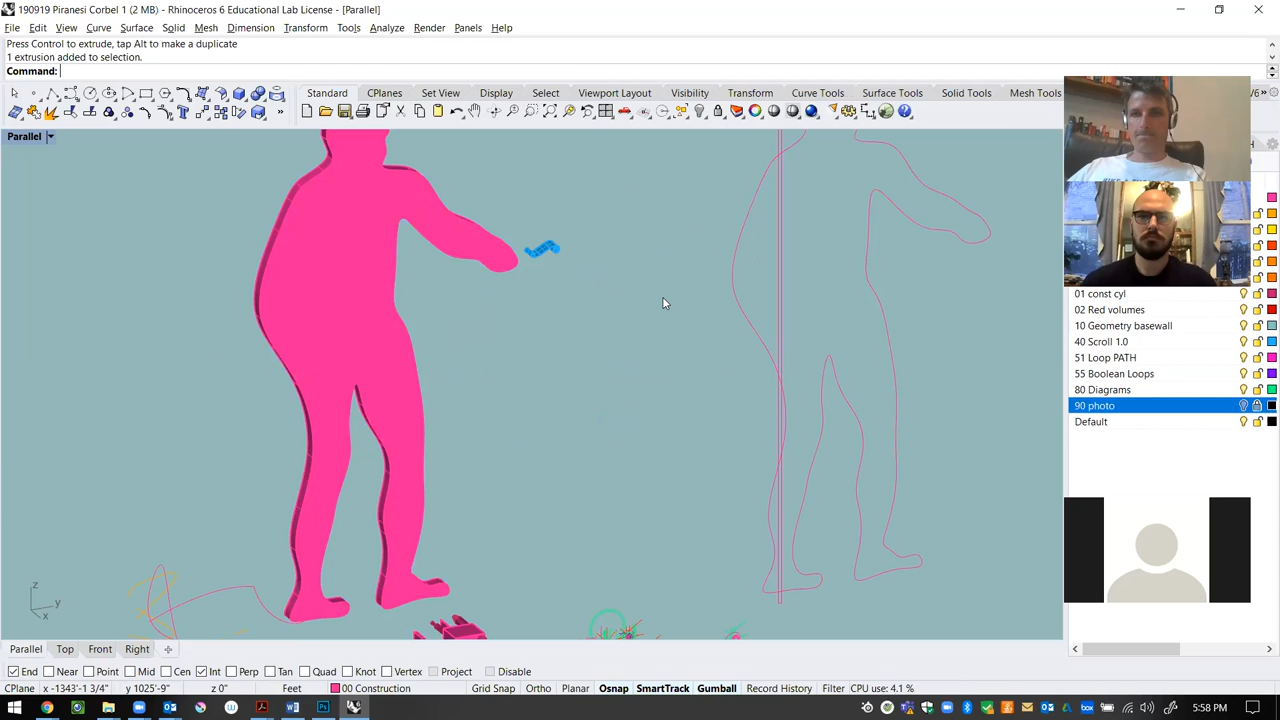 190919 Piranesi Corbel 1 (2 MB) - Rhinoceros 6 Educational Lab License - [Parallel]
File Edit View Curve Surface Solid Mesh Dimension Transform Tools Analyze Render Panels Help
Press Control to extrude, tap Alt to make a duplicate
1 extrusion added to selection.
Command:
Standard CPlanes Set View Display Select Viewport Layout Visibility Transform Curve Tools Surface Tools Solid Tools Mesh Tools
Parallel
01 const cyl
02 Red volumes
10 Geometry basewall
40 Scroll 1.0
51 Loop PATH
55 Boolean Loops
80 Diagrams
90 photo
Default
z
y
x
Parallel Top Front Right
End Near Point Mid Cen Int Perp Tan Quad Knot Vertex Project Disable
CPlane x -1343'-1 3/4" y 1025'-9" z 0" Feet 00 Construction Grid Snap Ortho Planar Osnap SmartTrack Gumball Record History Filter CPU use: 4.1 %
5:58 PM